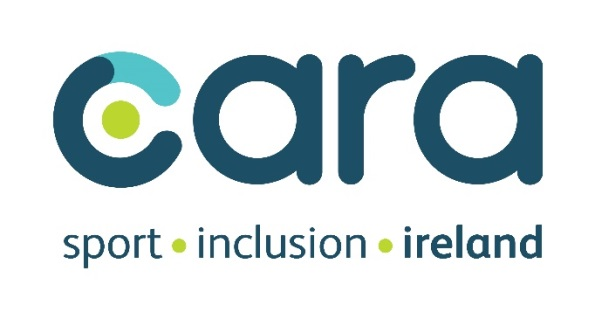 cara
sport • inclusion • ireland